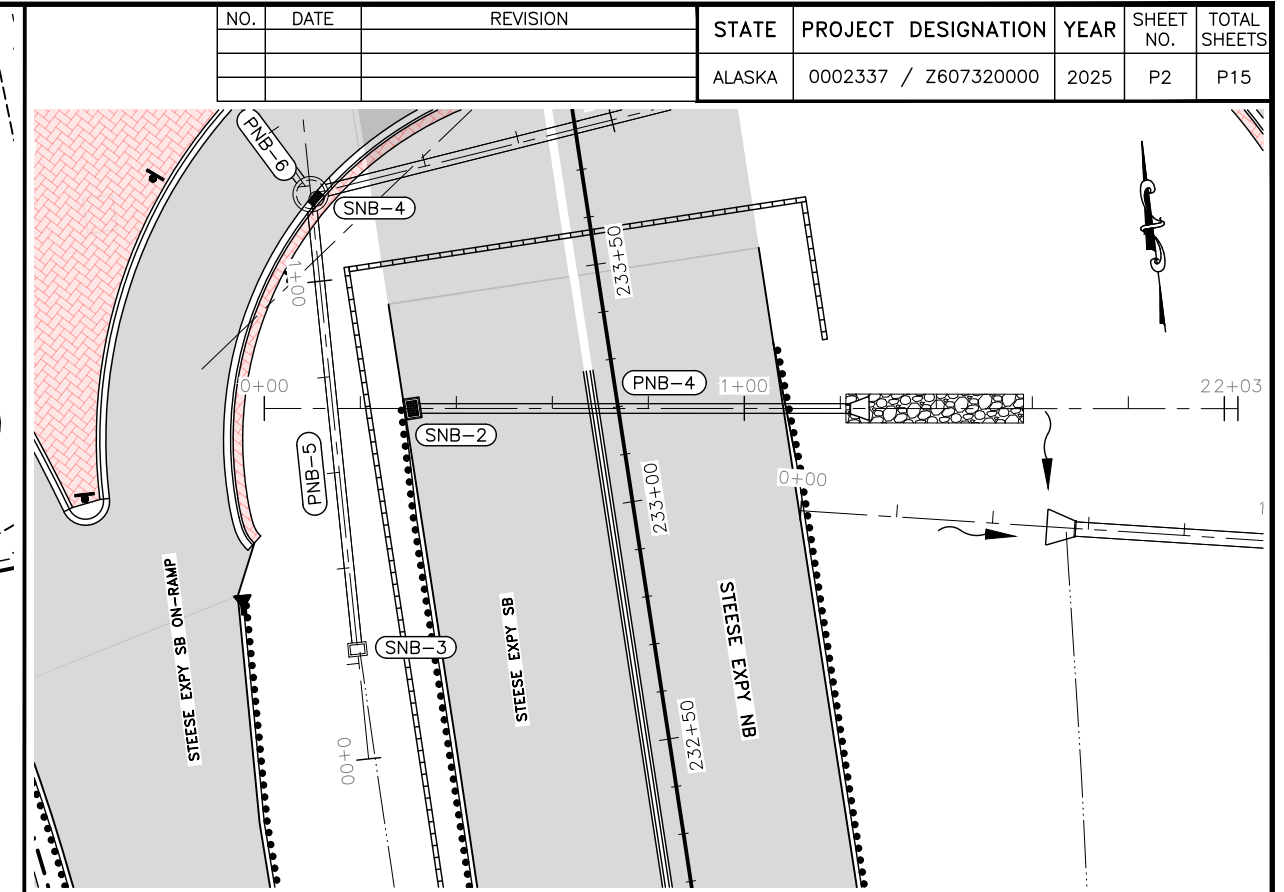 NO. DATE REVISION
STATE PROJECT DESIGNATION YEAR SHEET NO. TOTAL SHEETS
ALASKA 0002337 / Z607320000 2025 P2 P15
PNB-6
SNB-4
233+50
1+00
0+00
PNB-4
1+00
22+03
SNB-2
PNB-5
233+00
0+00
1
STEESE EXPY SB ON-RAMP
STEESE EXPY SB
STEESE EXPY NB
SNB-3
232+50
0+00